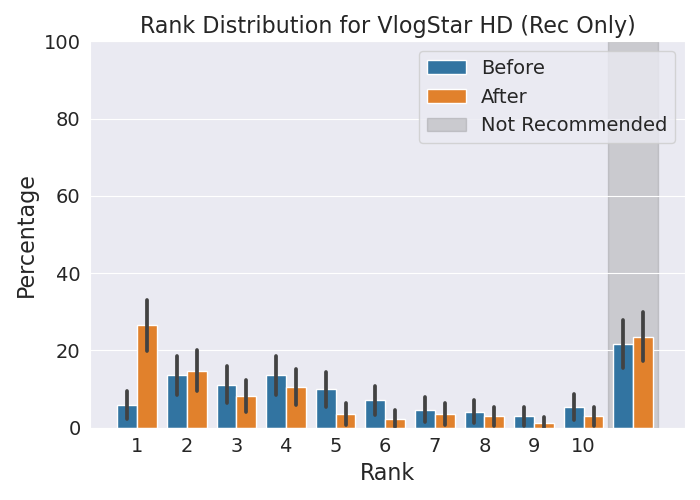 Rank Distribution for VlogStar HD (Rec Only)
100
80
60
40
20
0
Percentage
Before
After
Not Recommended
1 2 3 4 5 6 7 8 9 10
Rank